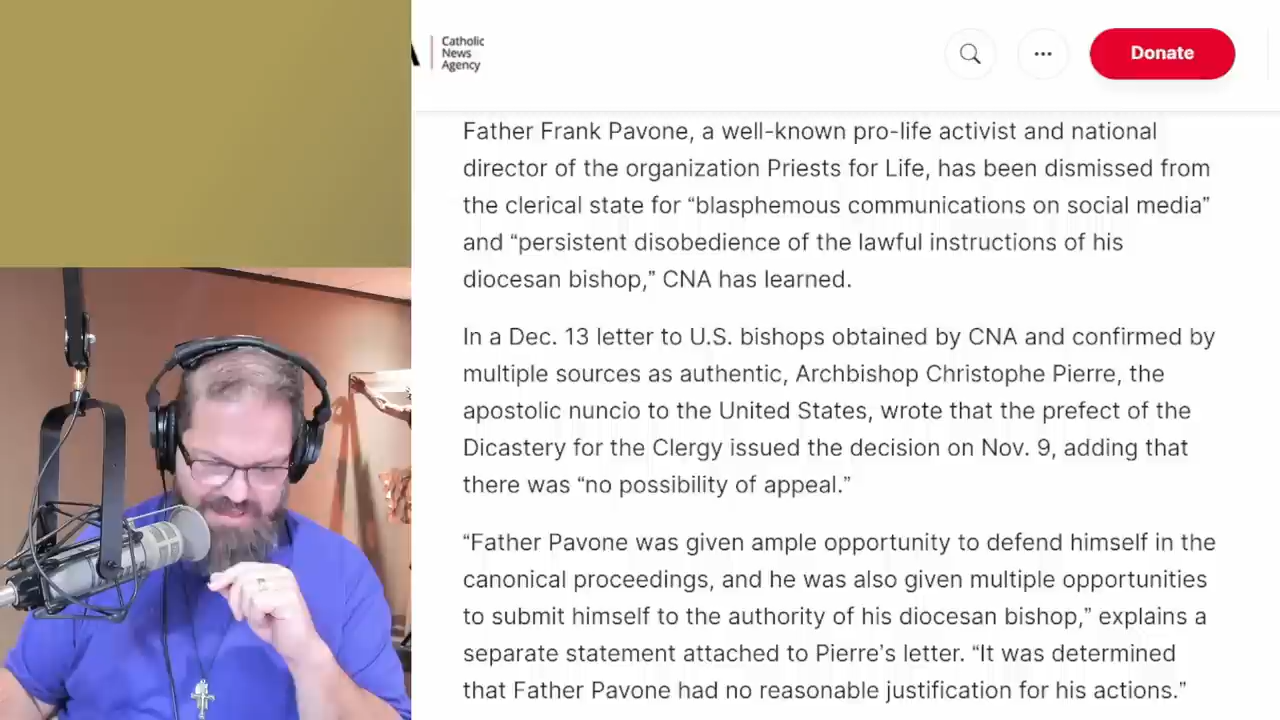 Catholic
News
Agency
Donate
Father Frank Pavone, a well-known pro-life activist and national
director of the organization Priests for Life, has been dismissed from
the clerical state for “blasphemous communications on social media”
and “persistent disobedience of the lawful instructions of his
diocesan bishop,” CNA has learned.
In a Dec. 13 letter to U.S. bishops obtained by CNA and confirmed by
multiple sources as authentic, Archbishop Christophe Pierre, the
apostolic nuncio to the United States, wrote that the prefect of the
Dicastery for the Clergy issued the decision on Nov. 9, adding that
there was “no possibility of appeal.”
“Father Pavone was given ample opportunity to defend himself in the
canonical proceedings, and he was also given multiple opportunities
to submit himself to the authority of his diocesan bishop,” explains a
separate statement attached to Pierre’s letter. “It was determined
that Father Pavone had no reasonable justification for his actions.”